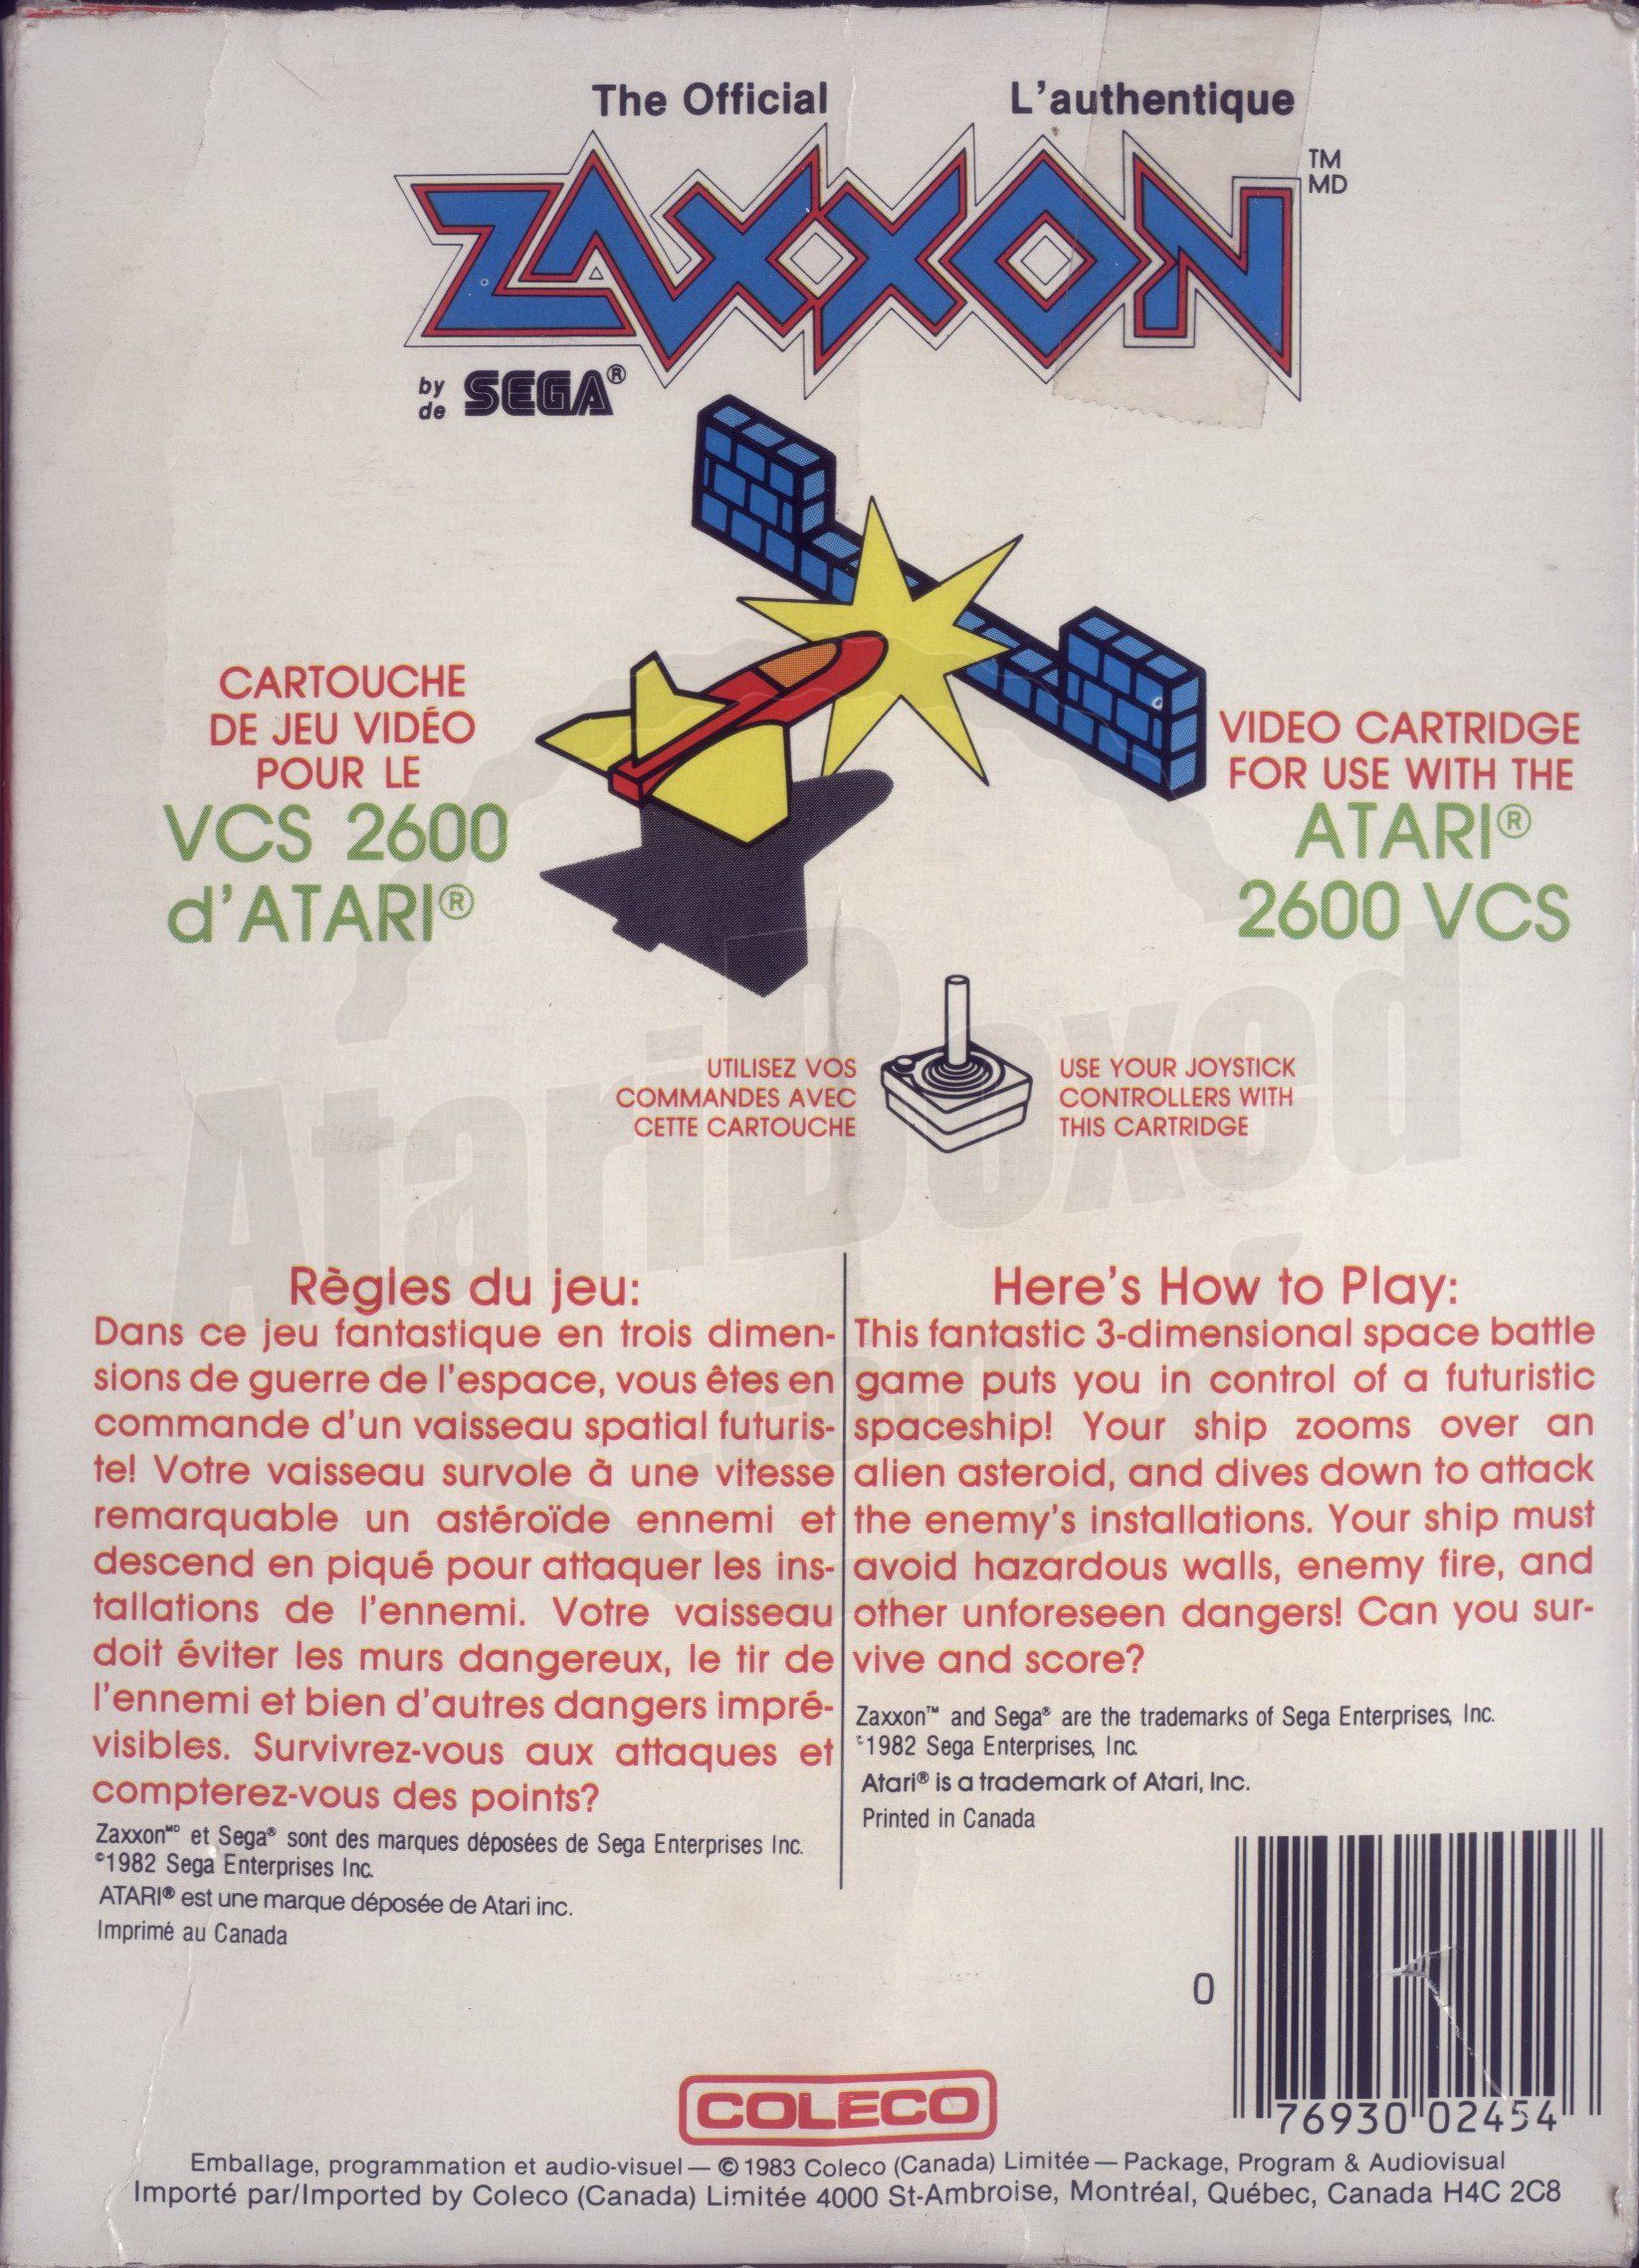 The Official L'authentique
ZAXXON TM
MD
by
de SEGA®
CARTOUCHE
DE JEU VIDÉO
POUR LE
VCS 2600
d'ATARI®
VIDEO CARTRIDGE
FOR USE WITH THE
ATARI®
2600 VCS
UTILISEZ VOS
COMMANDES AVEC
CETTE CARTOUCHE
USE YOUR JOYSTICK
CONTROLLERS WITH
THIS CARTRIDGE
AtariBoxed
.com
Règles du jeu:
Dans ce jeu fantastique en trois dimen-
sions de guerre de l'espace, vous êtes en
commande d'un vaisseau spatial futuris-
te! Votre vaisseau survole à une vitesse
remarquable un astéroïde ennemi et
descend en piqué pour attaquer les ins-
tallations de l'ennemi. Votre vaisseau
doit éviter les murs dangereux, le tir de
l'ennemi et bien d'autres dangers impré-
visibles. Survivrez-vous aux attaques et
compterez-vous des points?
Zaxxon MD et Sega® sont des marques déposées de Sega Enterprises Inc.
©1982 Sega Enterprises Inc.
ATARI® est une marque déposée de Atari inc.
Imprimé au Canada
Here's How to Play:
This fantastic 3-dimensional space battle
game puts you in control of a futuristic
spaceship! Your ship zooms over an
alien asteroid, and dives down to attack
the enemy's installations. Your ship must
avoid hazardous walls, enemy fire, and
other unforeseen dangers! Can you sur-
vive and score?
Zaxxon™ and Sega® are the trademarks of Sega Enterprises, Inc.
©1982 Sega Enterprises, Inc.
Atari® is a trademark of Atari, Inc.
Printed in Canada
0 76930 02454
COLECO
Emballage, programmation et audio-visuel — © 1983 Coleco (Canada) Limitée — Package, Program & Audiovisual
Importé par/Imported by Coleco (Canada) Limitée 4000 St-Ambroise, Montréal, Québec, Canada H4C 2C8